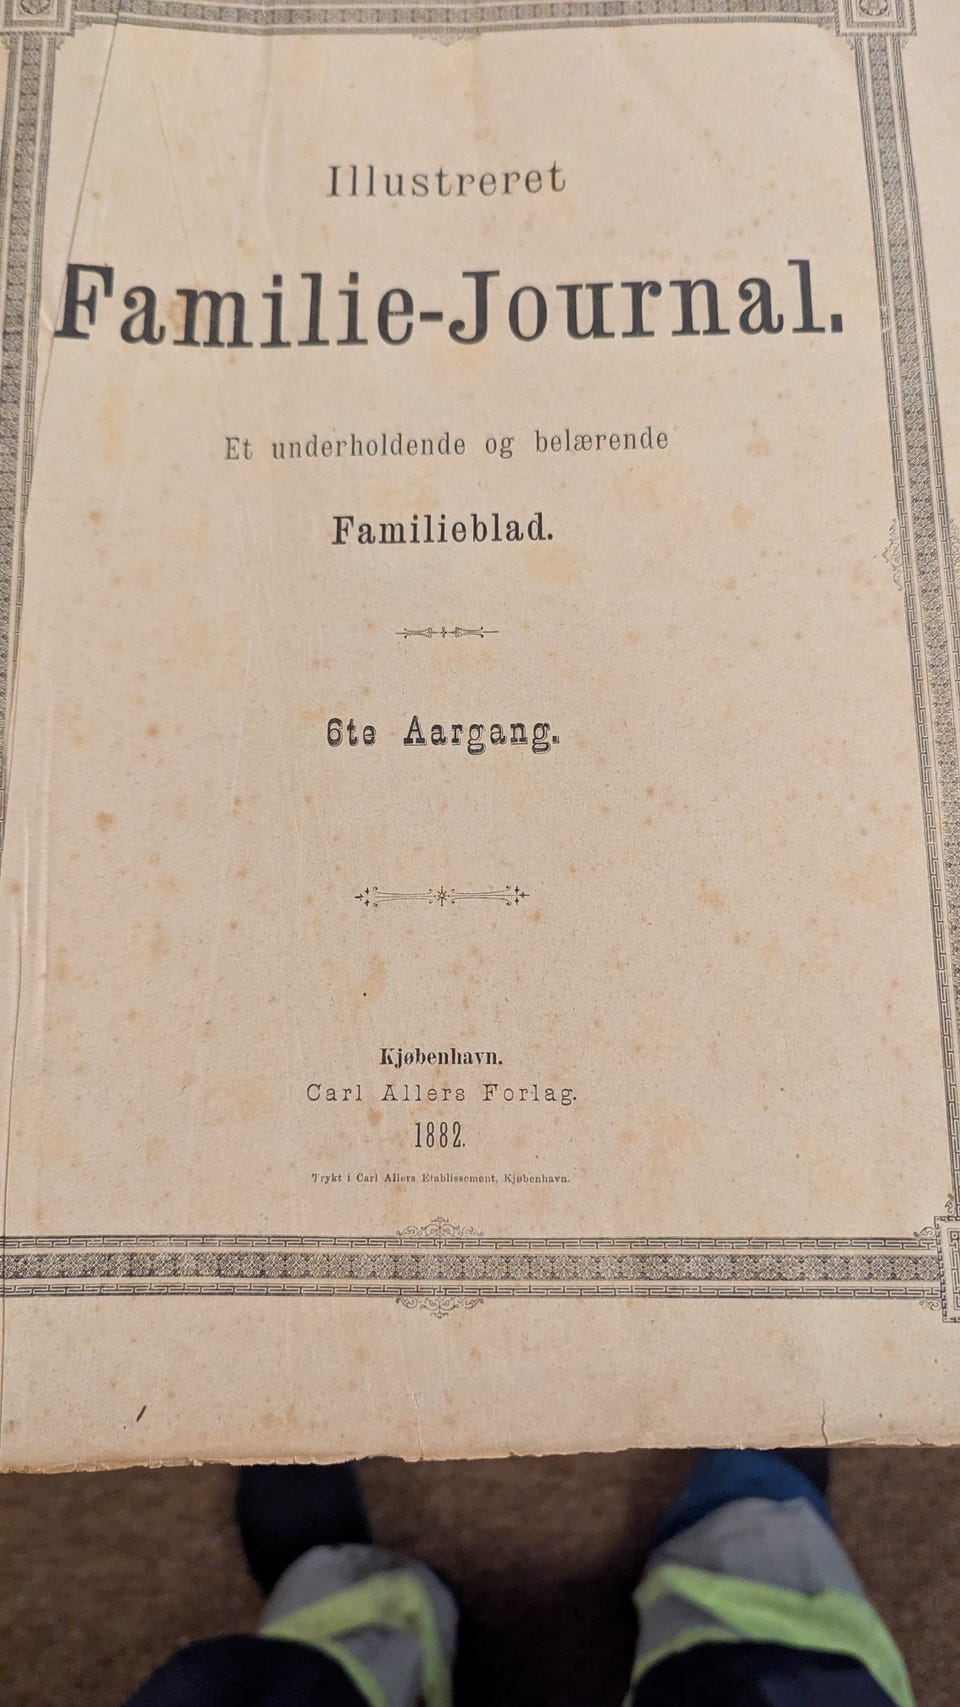 Illustreret
Familie-Journal.
Et underholdende og belærende
Familieblad.
6te Aargang.
Kjøbenhavn.
Carl Allers Forlag.
1882.
Trykt i Carl Allers Etablissement, Kjøbenhavn.